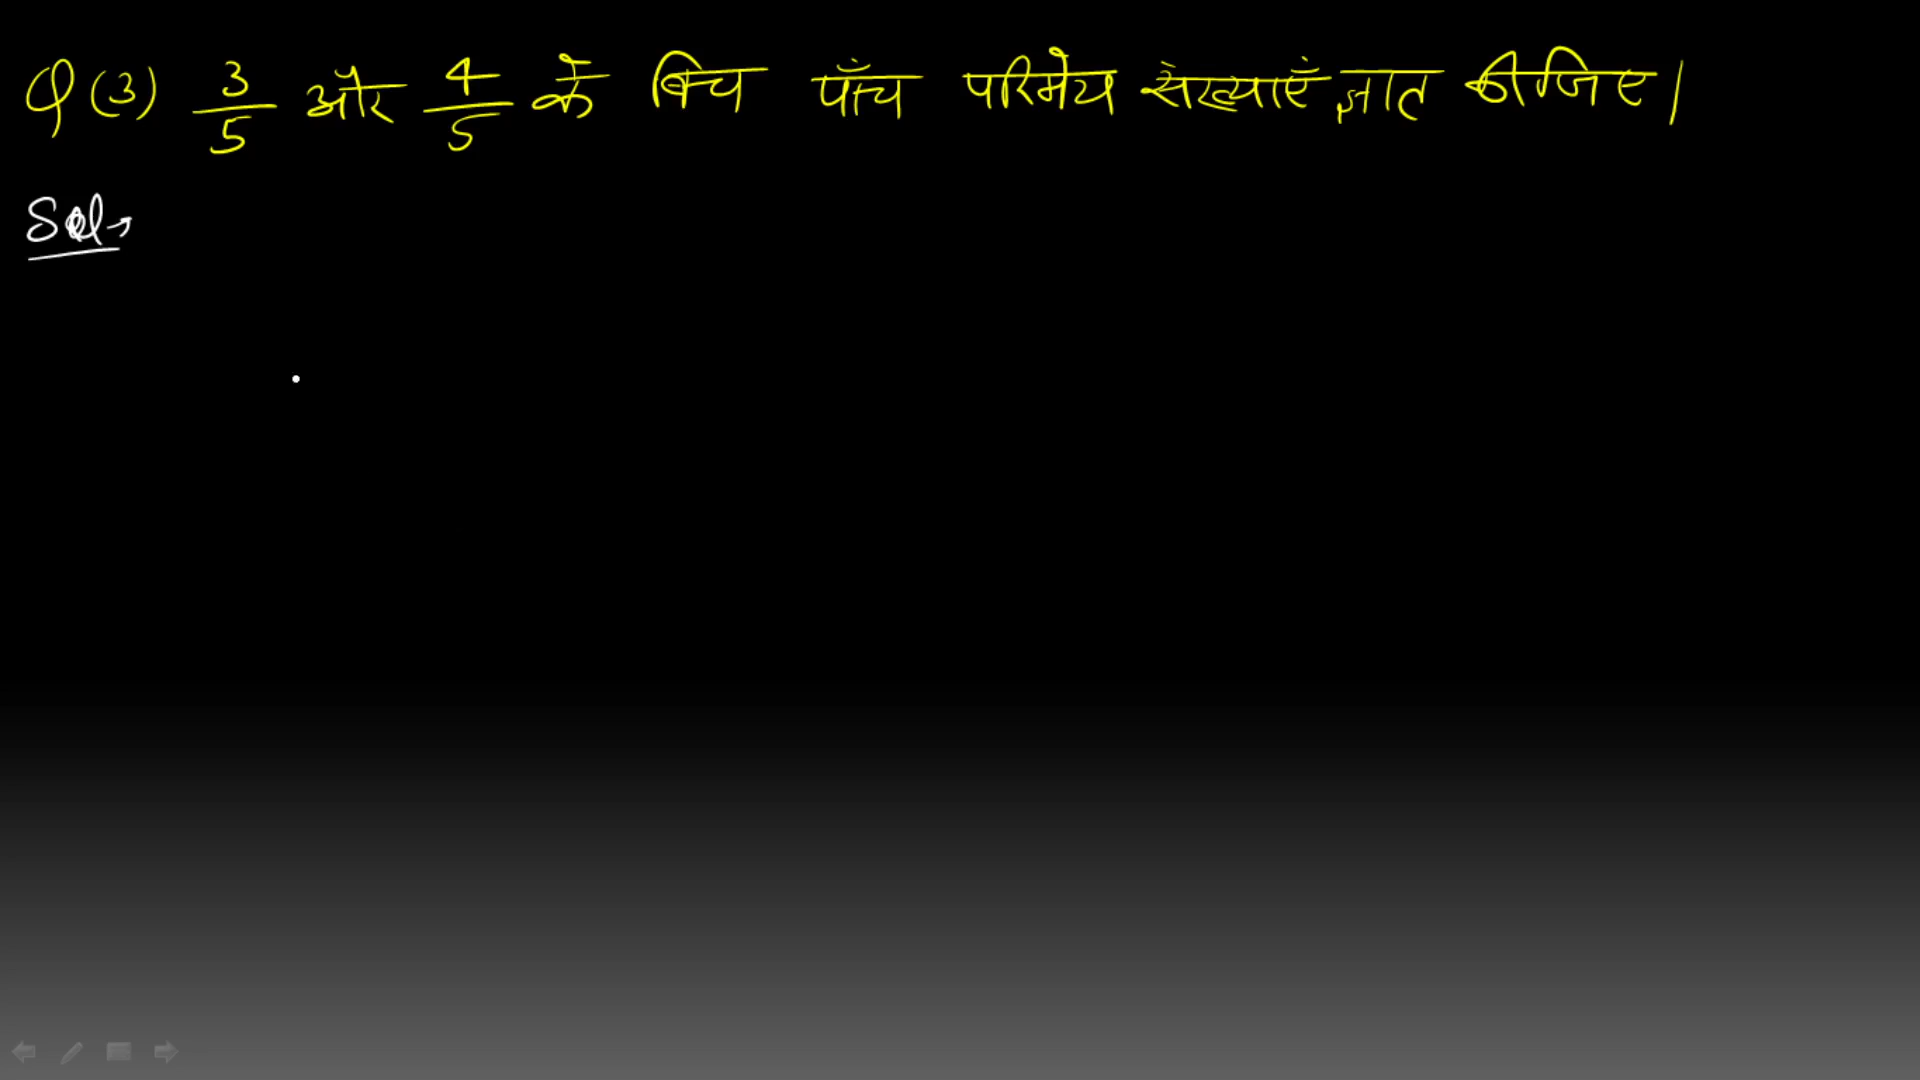 Q(3) 3/5 और 4/5 के बिच पाँच परिमेय संख्याएँ ज्ञात कीजिए।
Sol→